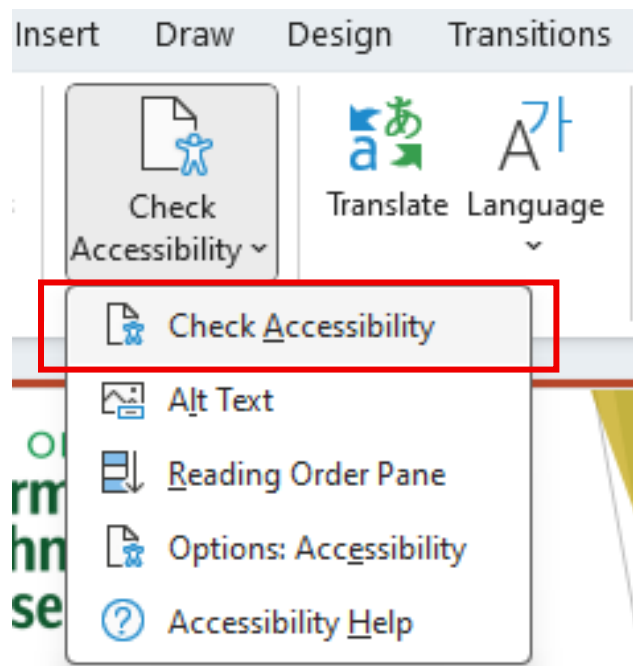 Insert Draw Design Transitions
Check
Accessibility
Translate Language
Check Accessibility
Alt Text
Reading Order Pane
Options: Accessibility
Accessibility Help